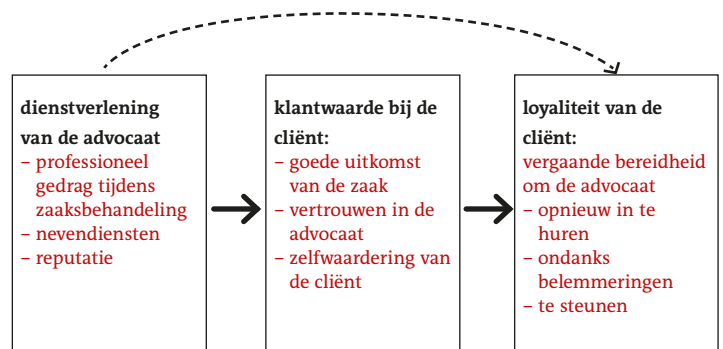 dienstverlening
van de advocaat
– professioneel
gedrag tijdens
zaaksbehandeling
– nevendiensten
– reputatie
klantwaarde bij de
cliënt:
– goede uitkomst
van de zaak
– vertrouwen in de
advocaat
– zelfwaardering van
de cliënt
loyaliteit van de
cliënt:
vergaande bereidheid
om de advocaat
– opnieuw in te
huren
– ondanks
belemmeringen
– te steunen